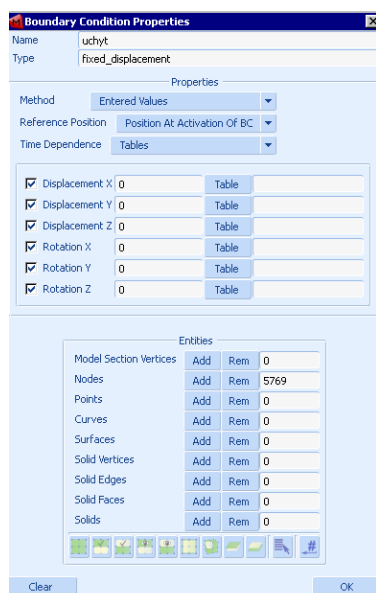 Boundary Condition Properties
Name uchyt
Type fixed_displacement
Properties
Method Entered Values
Reference Position Position At Activation Of BC
Time Dependence Tables
Displacement X 0 Table
Displacement Y 0 Table
Displacement Z 0 Table
Rotation X 0 Table
Rotation Y 0 Table
Rotation Z 0 Table
Entities
Model Section Vertices Add Rem 0
Nodes Add Rem 5769
Points Add Rem 0
Curves Add Rem 0
Surfaces Add Rem 0
Solid Vertices Add Rem 0
Solid Edges Add Rem 0
Solid Faces Add Rem 0
Solids Add Rem 0
#
Clear OK